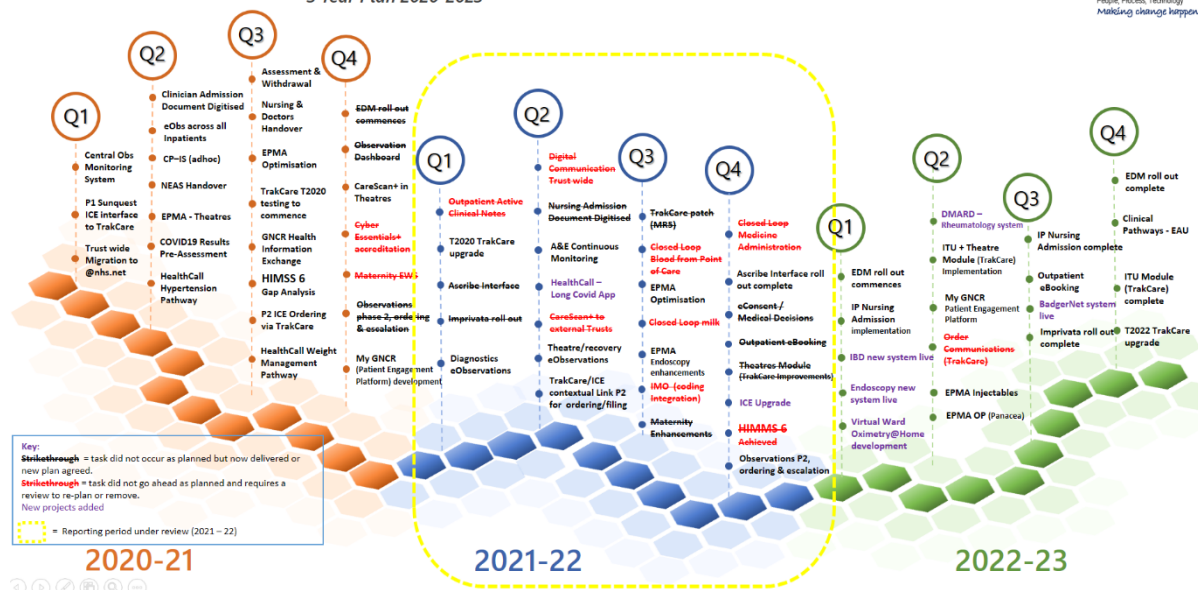 3 Year Plan 2020-2023
People, Process, Technology
Making change happen
Q1
Central Obs
Monitoring
System
P1 Sunquest
ICE interface
to TrakCare
Trust wide
Migration to
@nhs.net
Q2
Clinician Admission
Document Digitised
eObs across all
Inpatients
CP–IS (adhoc)
NEAS Handover
EPMA - Theatres
COVID19 Results
Pre-Assessment
HealthCall
Hypertension
Pathway
Q3
Assessment &
Withdrawal
Nursing &
Doctors
Handover
EPMA
Optimisation
TrakCare T2020
testing to
commence
GNCR Health
Information
Exchange
HIMSS 6
Gap Analysis
P2 ICE Ordering
via TrakCare
HealthCall Weight
Management
Pathway
Q4
EDM roll out
commences
Observation
Dashboard
CareScan+ in
Theatres
Cyber
Essentials+
accreditation
Maternity EWS
Observations
phase 2, ordering
& escalation
My GNCR
(Patient Engagement
Platform) development
Q1
Outpatient Active
Clinical Notes
T2020 TrakCare
upgrade
Ascribe Interface
Imprivata roll out
Diagnostics
eObservations
Q2
Digital
Communication
Trust wide
Nursing Admission
Document Digitised
A&E Continuous
Monitoring
HealthCall –
Long Covid App
CareScan+ to
external Trusts
Theatre/recovery
eObservations
TrakCare/ICE
contextual Link P2
for ordering/filing
Q3
TrakCare patch
(MR5)
Closed Loop
Blood from Point
of Care
EPMA
Optimisation
Closed Loop milk
EPMA
Endoscopy
enhancements
IMO (coding
Integration)
Maternity
Enhancements
Q4
Closed Loop
Medicine
Administration
Ascribe Interface roll
out complete
eConsent /
Medical Decisions
Outpatient eBooking
Theatres Module
(TrakCare Improvements)
ICE Upgrade
HIMMS 6
Achieved
Observations P2,
ordering & escalation
Q1
EDM roll out
commences
IP Nursing
Admission
implementation
IBD new system live
Endoscopy new
system live
Virtual Ward
Oximetry@Home
development
Q2
DMARD –
Rheumatology system
ITU + Theatre
Module (TrakCare)
Implementation
My GNCR
Patient Engagement
Platform
Order
Communications
(TrakCare)
EPMA Injectables
EPMA OP (Panacea)
Q3
IP Nursing
Admission complete
Outpatient
eBooking
BadgerNet system
live
Imprivata roll out
complete
Q4
EDM roll out
complete
Clinical
Pathways - EAU
ITU Module
(TrakCare)
complete
T2022 TrakCare
upgrade
Key:
Strikethrough = task did not occur as planned but now delivered or
new plan agreed.
Strikethrough = task did not go ahead as planned and requires a
review to re-plan or remove.
New projects added
= Reporting period under review (2021 – 22)
2020-21
2021-22
2022-23